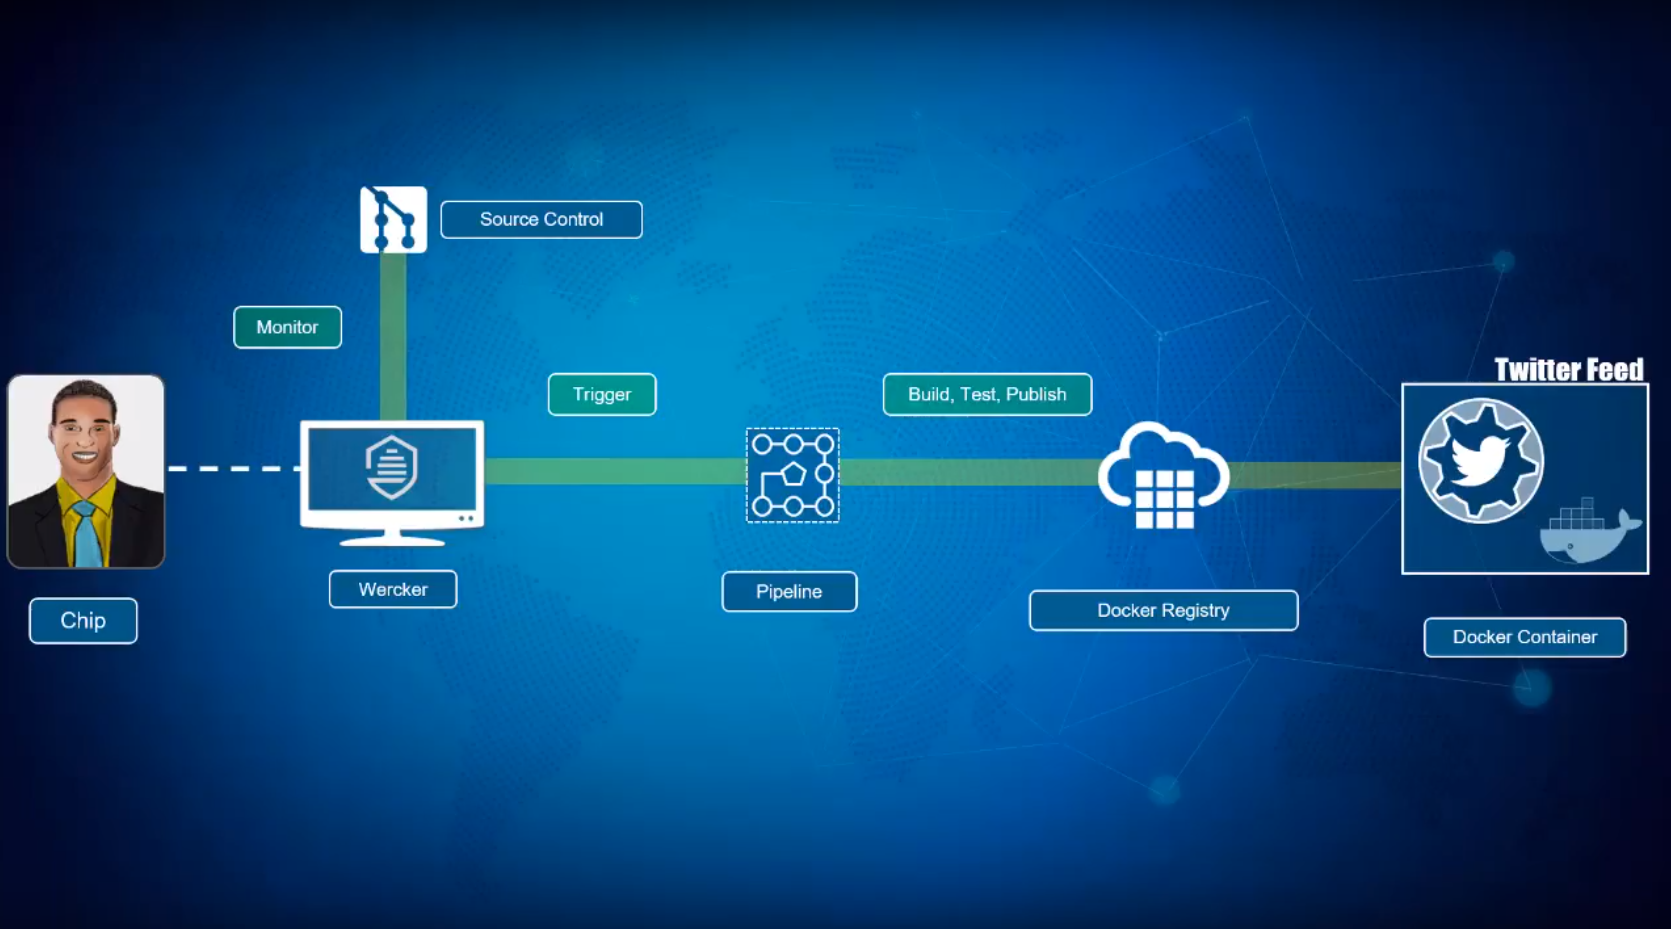 Source Control
Monitor
Trigger
Build, Test, Publish
Twitter Feed
Wercker
Pipeline
Docker Registry
Chip
Docker Container